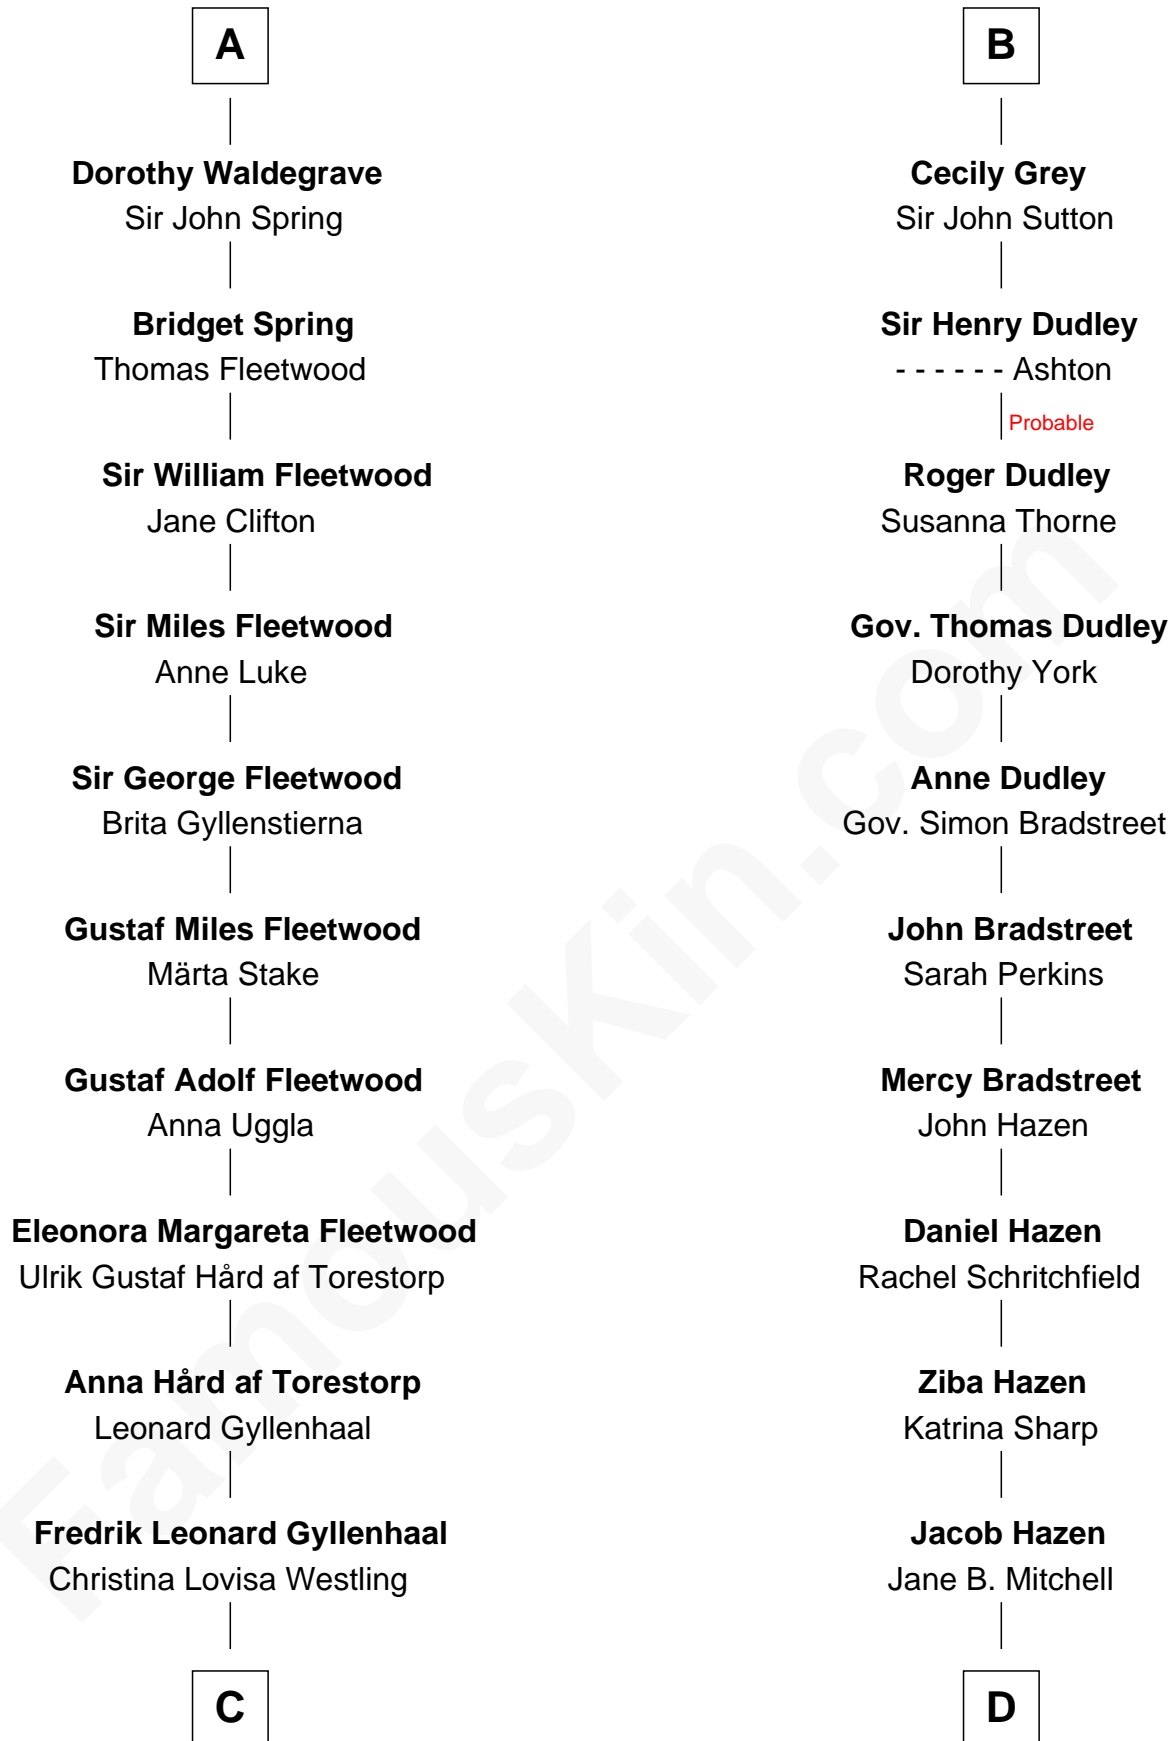 A
Dorothy Waldegrave
Sir John Spring
Bridget Spring
Thomas Fleetwood
Sir William Fleetwood
Jane Clifton
Sir Miles Fleetwood
Anne Luke
Sir George Fleetwood
Brita Gyllenstierna
Gustaf Miles Fleetwood
Märta Stake
Gustaf Adolf Fleetwood
Anna Uggla
Eleonora Margareta Fleetwood
Ulrik Gustaf Hård af Torestorp
Anna Hård af Torestorp
Leonard Gyllenhaal
Fredrik Leonard Gyllenhaal
Christina Lovisa Westling
C
B
Cecily Grey
Sir John Sutton
Sir Henry Dudley
- - - - - - Ashton
Probable
Roger Dudley
Susanna Thorne
Gov. Thomas Dudley
Dorothy York
Anne Dudley
Gov. Simon Bradstreet
John Bradstreet
Sarah Perkins
Mercy Bradstreet
John Hazen
Daniel Hazen
Rachel Schritchfield
Ziba Hazen
Katrina Sharp
Jacob Hazen
Jane B. Mitchell
D
FamousKin.com